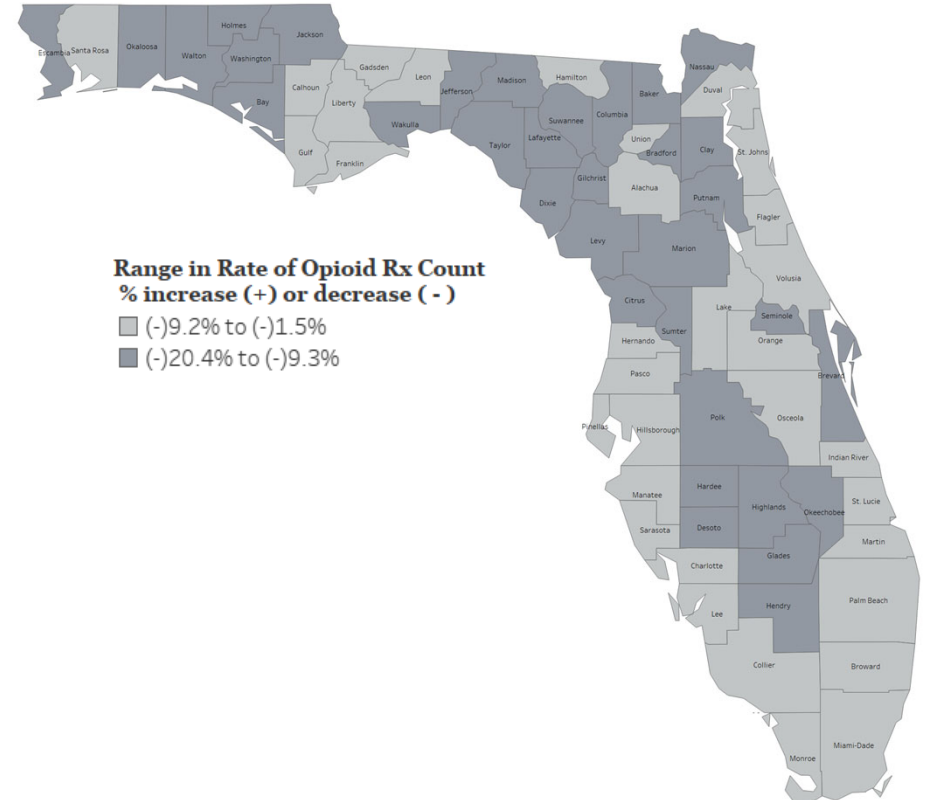 Holmes
Jackson
Escambia
Santa Rosa
Okaloosa
Walton
Washington
Bay
Calhoun
Gadsden
Leon
Liberty
Gulf
Franklin
Wakulla
Jefferson
Madison
Hamilton
Taylor
Lafayette
Suwannee
Columbia
Baker
Nassau
Duval
Union
Bradford
Clay
St. Johns
Gilchrist
Alachua
Putnam
Dixie
Flagler
Levy
Marion
Volusia
Range in Rate of Opioid Rx Count
% increase (+) or decrease ( - )
(-)9.2% to (-)1.5%
(-)20.4% to (-)9.3%
Citrus
Sumter
Lake
Seminole
Orange
Hernando
Pasco
Brevard
Pinellas
Hillsborough
Polk
Osceola
Indian River
Manatee
Hardee
Highlands
Okeechobee
St. Lucie
Sarasota
Desoto
Martin
Charlotte
Glades
Lee
Hendry
Palm Beach
Collier
Broward
Monroe
Miami-Dade